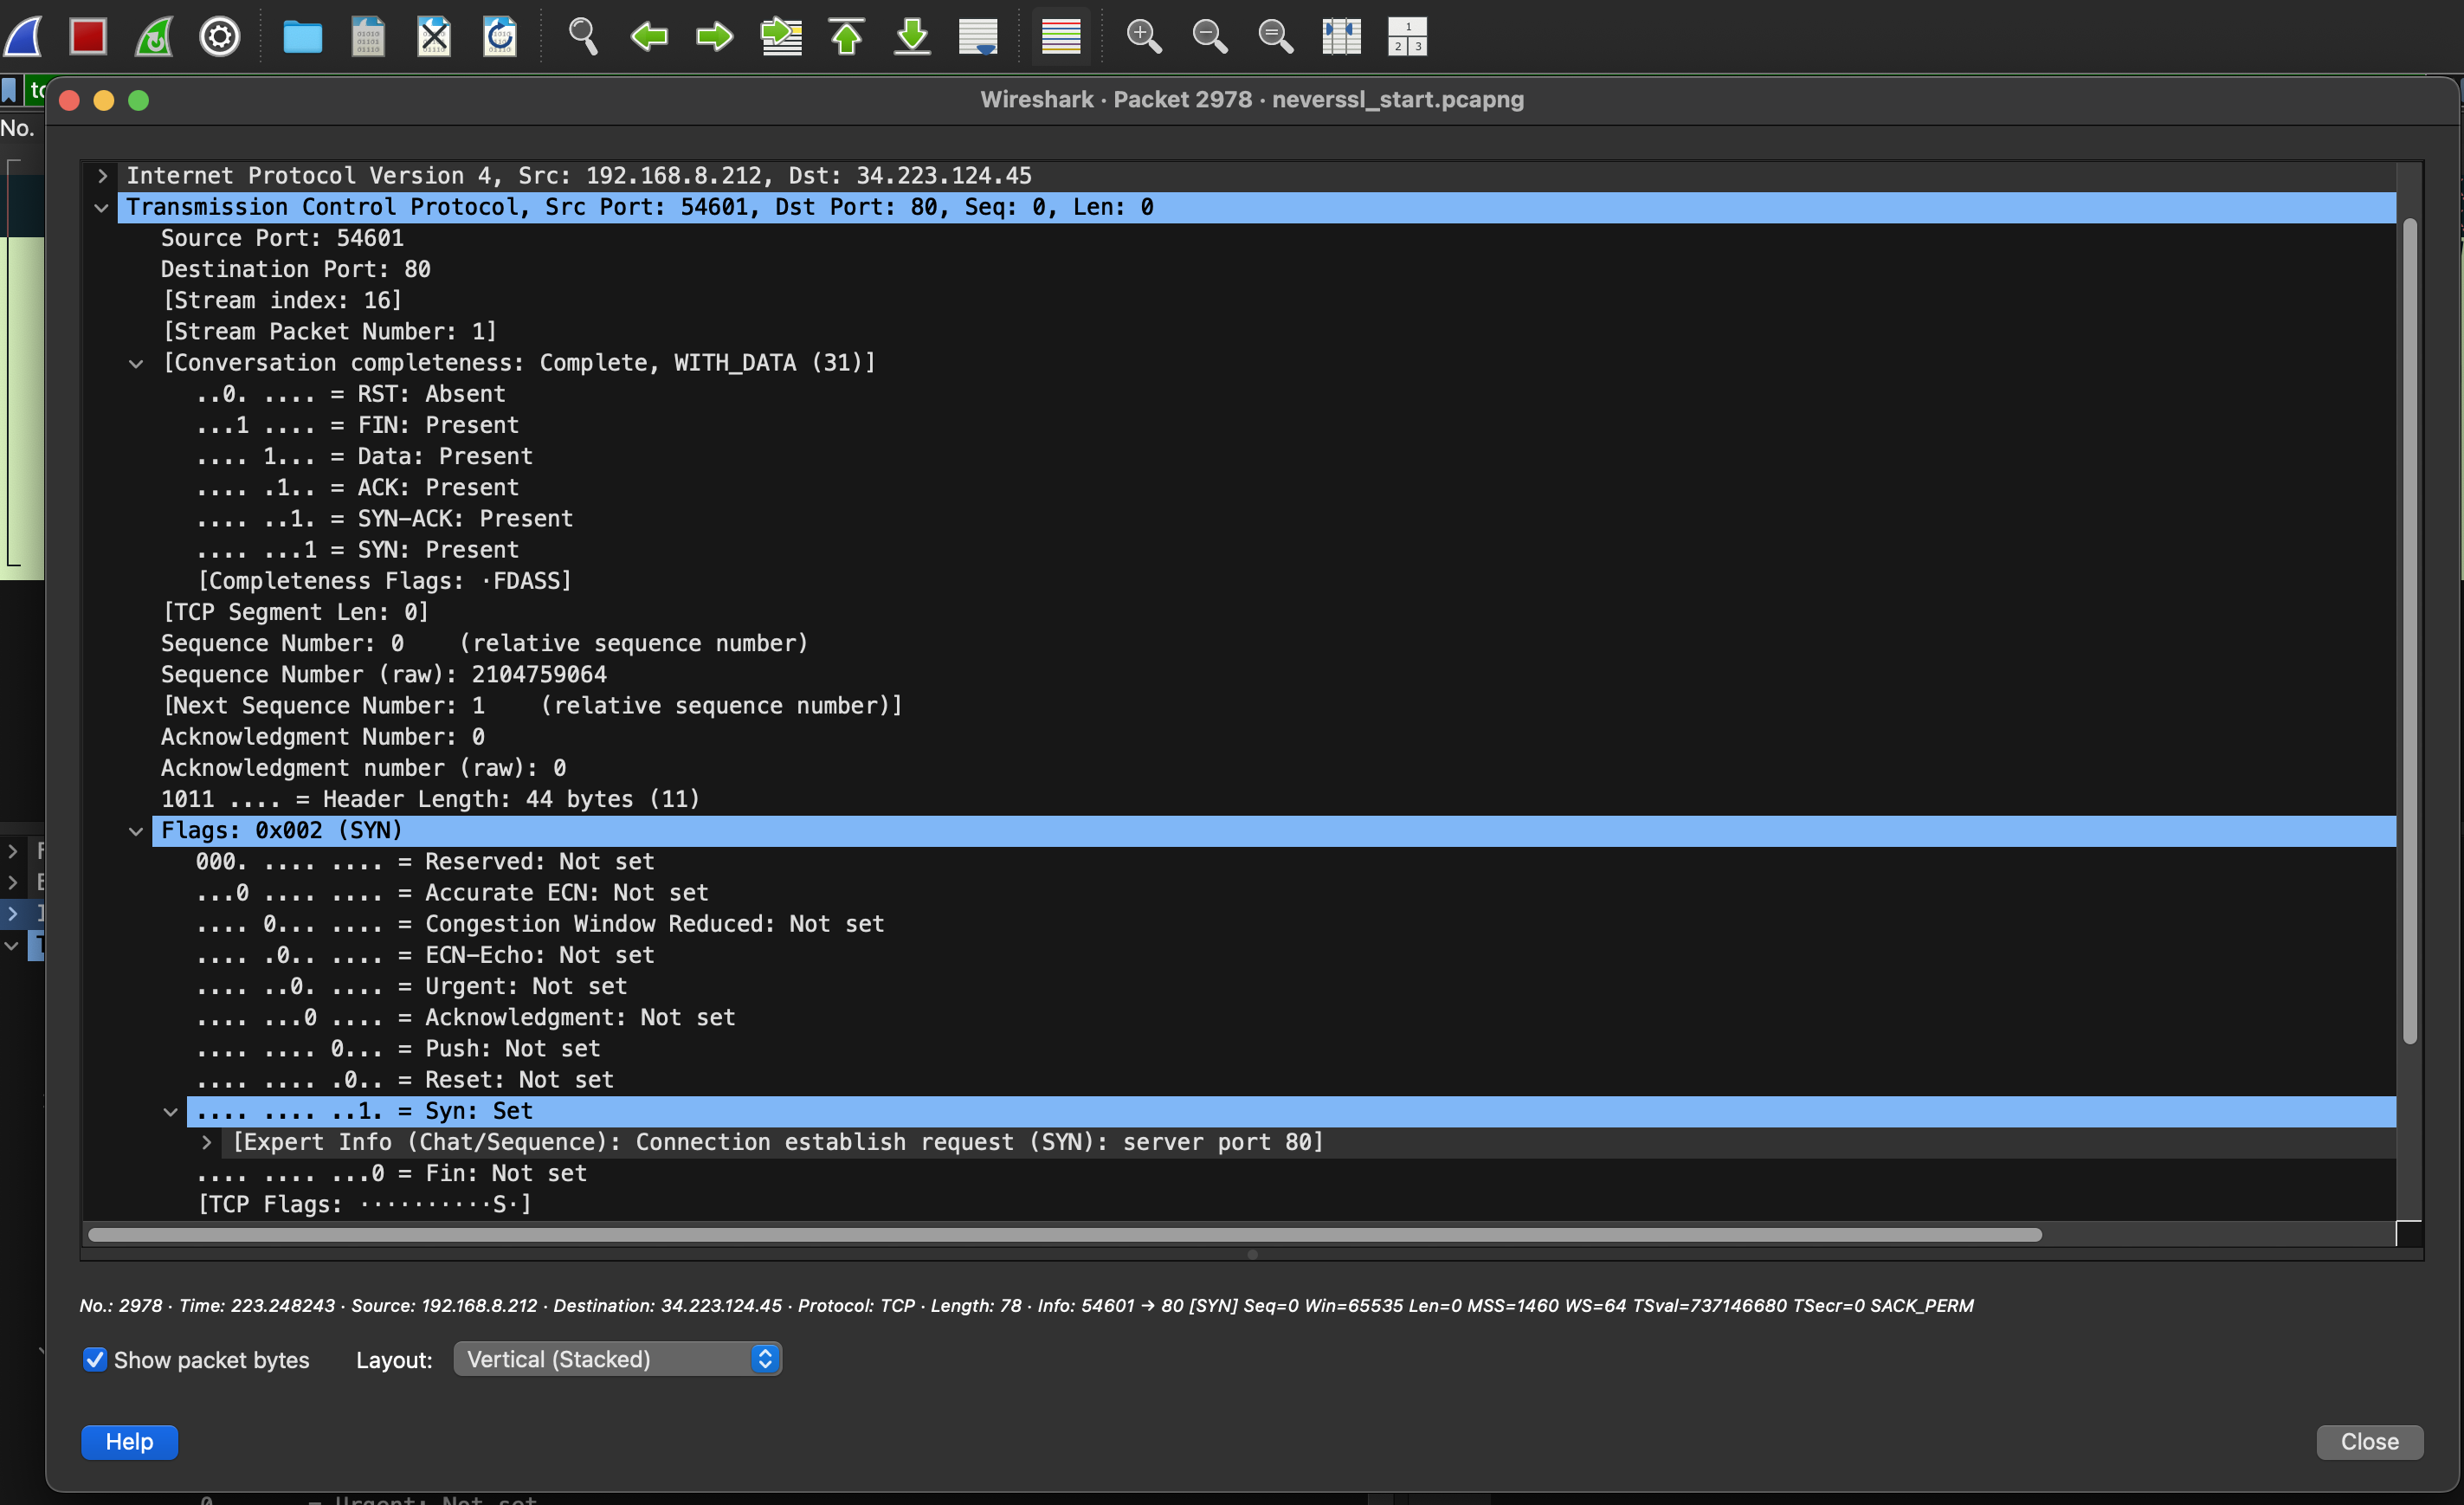 1
2 3
tc
No.
Wireshark · Packet 2978 · neverssl_start.pcapng
Internet Protocol Version 4, Src: 192.168.8.212, Dst: 34.223.124.45
Transmission Control Protocol, Src Port: 54601, Dst Port: 80, Seq: 0, Len: 0
Source Port: 54601
Destination Port: 80
[Stream index: 16]
[Stream Packet Number: 1]
[Conversation completeness: Complete, WITH_DATA (31)]
..0. .... = RST: Absent
...1 .... = FIN: Present
.... 1... = Data: Present
.... .1.. = ACK: Present
.... ..1. = SYN-ACK: Present
.... ...1 = SYN: Present
[Completeness Flags: ·FDASS]
[TCP Segment Len: 0]
Sequence Number: 0    (relative sequence number)
Sequence Number (raw): 2104759064
[Next Sequence Number: 1    (relative sequence number)]
Acknowledgment Number: 0
Acknowledgment number (raw): 0
1011 .... = Header Length: 44 bytes (11)
Flags: 0x002 (SYN)
000. .... .... = Reserved: Not set
...0 .... .... = Accurate ECN: Not set
.... 0... .... = Congestion Window Reduced: Not set
.... .0.. .... = ECN-Echo: Not set
.... ..0. .... = Urgent: Not set
.... ...0 .... = Acknowledgment: Not set
.... .... 0... = Push: Not set
.... .... .0.. = Reset: Not set
.... .... ..1. = Syn: Set
[Expert Info (Chat/Sequence): Connection establish request (SYN): server port 80]
.... .... ...0 = Fin: Not set
[TCP Flags: ··········S·]
No.: 2978 · Time: 223.248243 · Source: 192.168.8.212 · Destination: 34.223.124.45 · Protocol: TCP · Length: 78 · Info: 54601 → 80 [SYN] Seq=0 Win=65535 Len=0 MSS=1460 WS=64 TSval=737146680 TSecr=0 SACK_PERM
Show packet bytes
Layout: Vertical (Stacked)
Help
Close